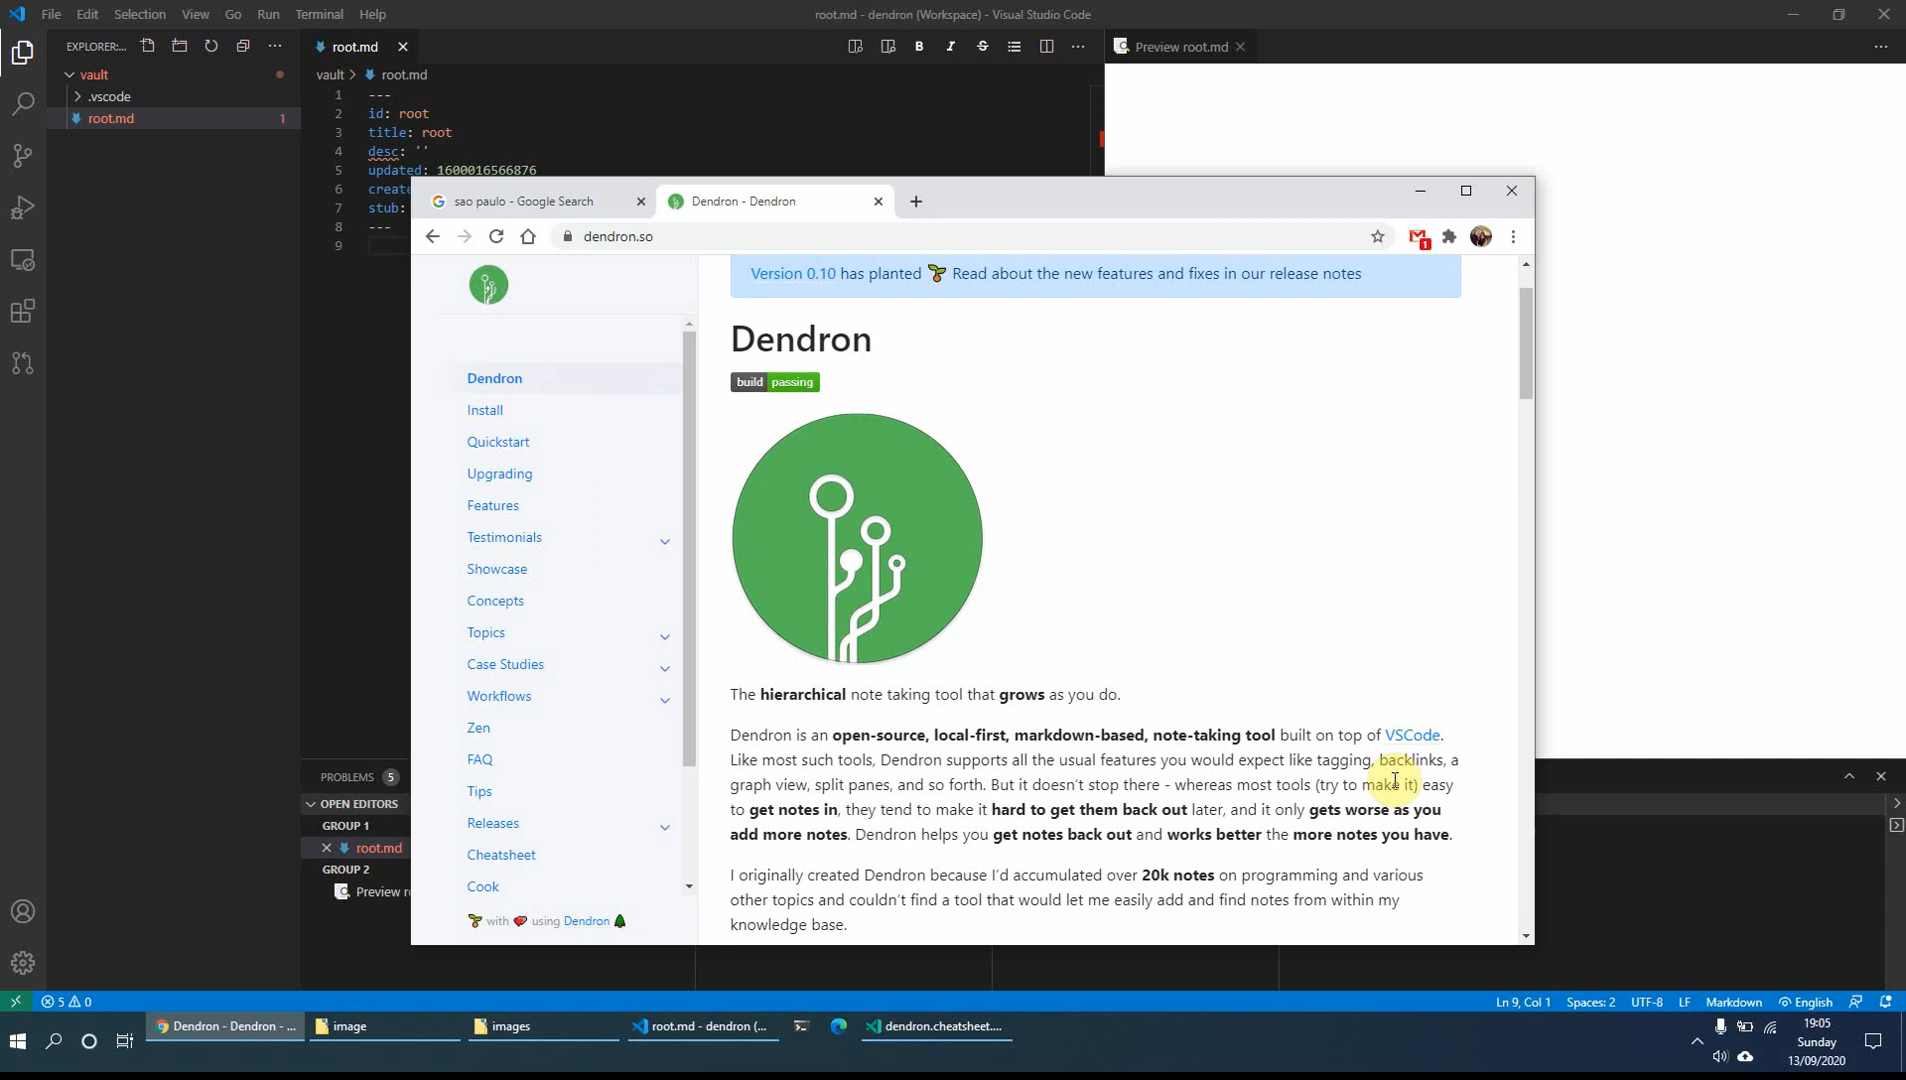 File Edit Selection View Go Run Terminal Help
root.md - dendron (Workspace) - Visual Studio Code
EXPLORER:...
root.md
Preview root.md
vault
vault > root.md
.vscode
root.md 1
1 ---
2 id: root
3 title: root
4 desc: ''
5 updated: 1600016566876
6 create
7 stub:
8 ---
9
sao paulo - Google Search
Dendron - Dendron
dendron.so
1
Version 0.10 has planted 🌱 Read about the new features and fixes in our release notes
Dendron
build passing
Dendron
Install
Quickstart
Upgrading
Features
Testimonials
Showcase
Concepts
Topics
Case Studies
Workflows
Zen
FAQ
Tips
Releases
Cheatsheet
Cook
🌱 with ❤️ using Dendron 🌲
The hierarchical note taking tool that grows as you do.
Dendron is an open-source, local-first, markdown-based, note-taking tool built on top of VSCode.
Like most such tools, Dendron supports all the usual features you would expect like tagging, backlinks, a
graph view, split panes, and so forth. But it doesn't stop there - whereas most tools (try to make it) easy
to get notes in, they tend to make it hard to get them back out later, and it only gets worse as you
add more notes. Dendron helps you get notes back out and works better the more notes you have.
I originally created Dendron because I'd accumulated over 20k notes on programming and various
other topics and couldn't find a tool that would let me easily add and find notes from within my
knowledge base.
PROBLEMS 5
OPEN EDITORS
GROUP 1
root.md
GROUP 2
Preview ro
5 0
Ln 9, Col 1 Spaces: 2 UTF-8 LF Markdown English
Dendron - Dendron - ...
image
images
root.md - dendron (...
dendron.cheatsheet....
19:05
Sunday
13/09/2020